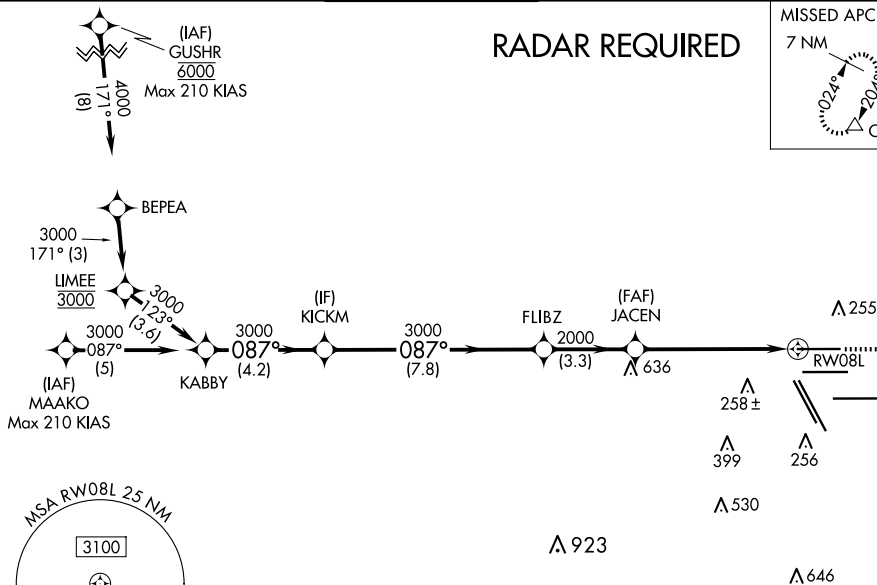 (IAF)
GUSHR
6000
Max 210 KIAS
4000
171°
(8)
RADAR REQUIRED
MISSED APC
7 NM
024°
204°
BEPEA
3000
171° (3)
LIMEE
3000
3000
123°
(3.6)
(IAF)
MAAKO
Max 210 KIAS
3000
087°
(5)
KABBY
3000
087°
(4.2)
(IF)
KICKM
3000
087°
(7.8)
FLIBZ
2000
(3.3)
(FAF)
JACEN
636
255
RW08L
258 ±
399
256
530
923
646
MSA RW08L 25 NM
3100